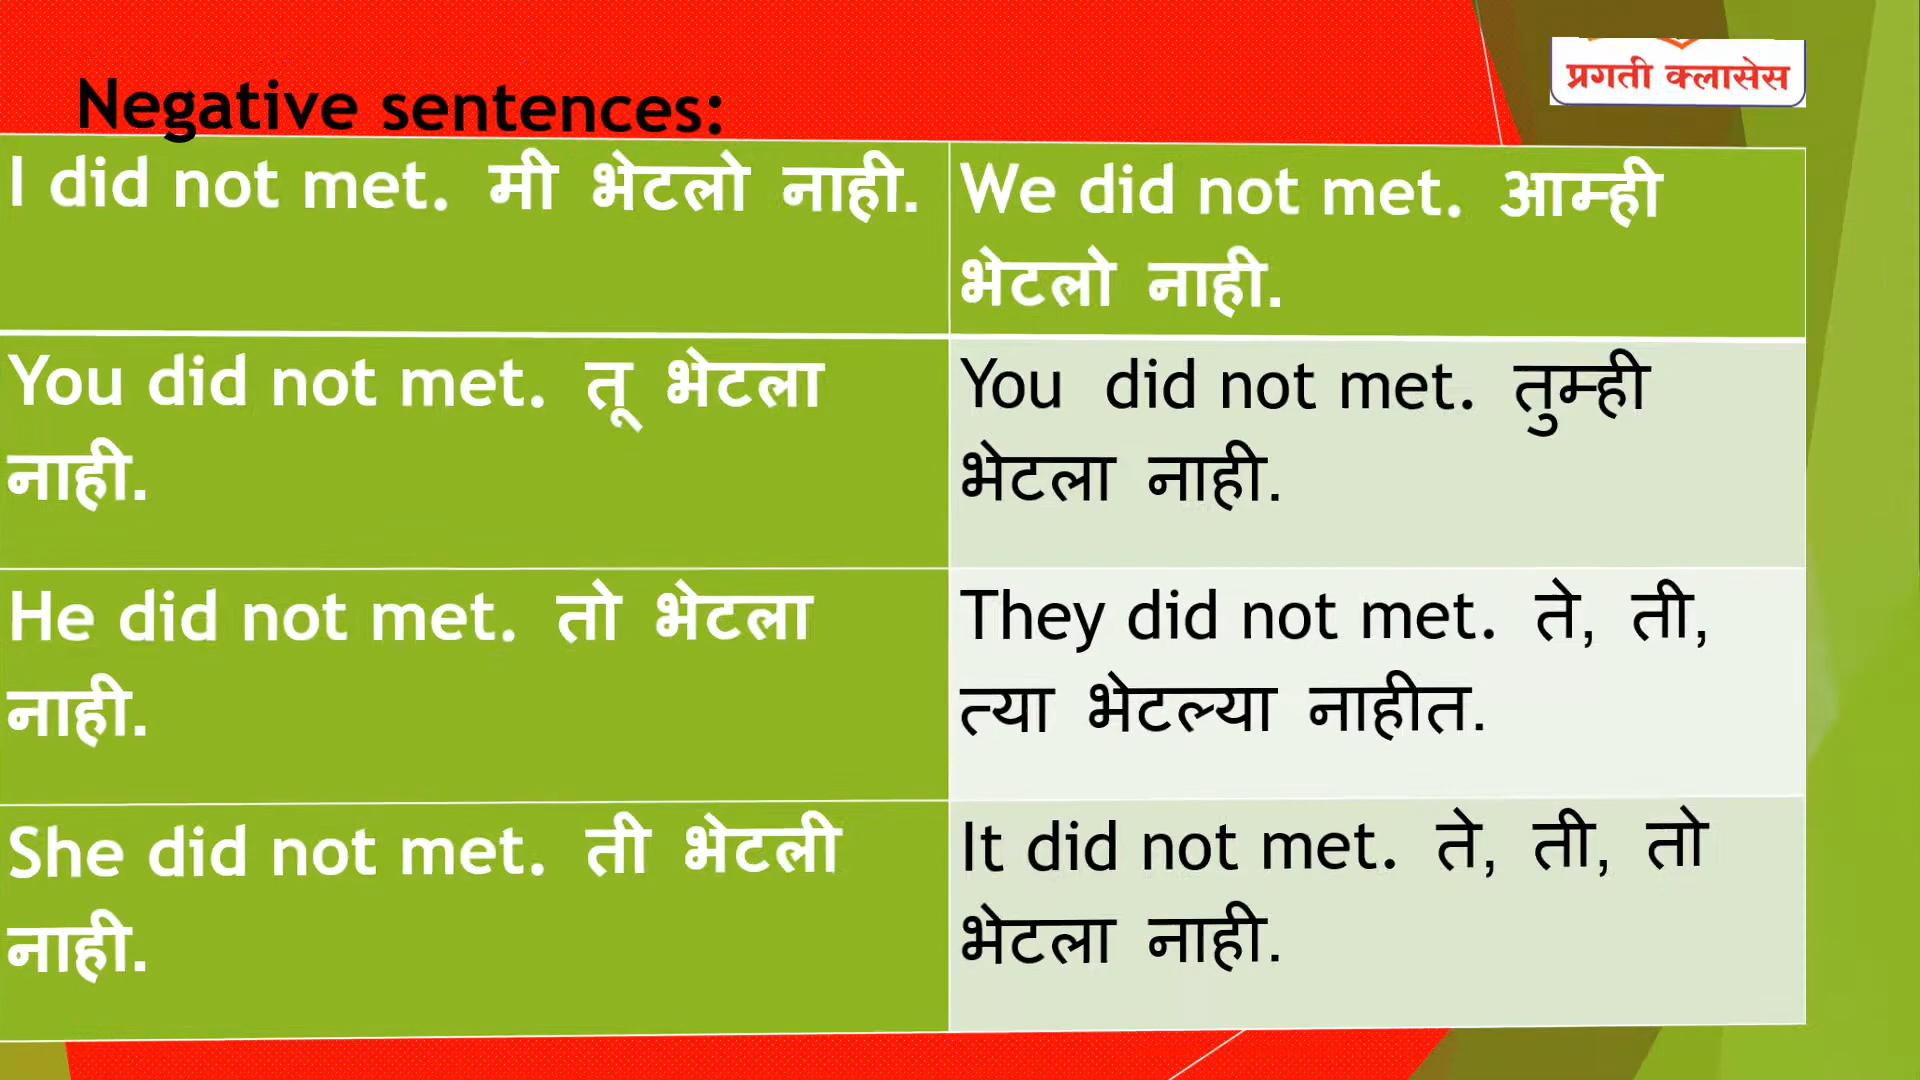 Negative sentences:
प्रगती क्लासेस
I did not met. मी भेटलो नाही.
We did not met. आम्ही
भेटलो नाही.
You did not met. तू भेटला
नाही.
You did not met. तुम्ही
भेटला नाही.
He did not met. तो भेटला
नाही.
They did not met. ते, ती,
त्या भेटल्या नाहीत.
She did not met. ती भेटली
नाही.
It did not met. ते, ती, तो
भेटला नाही.